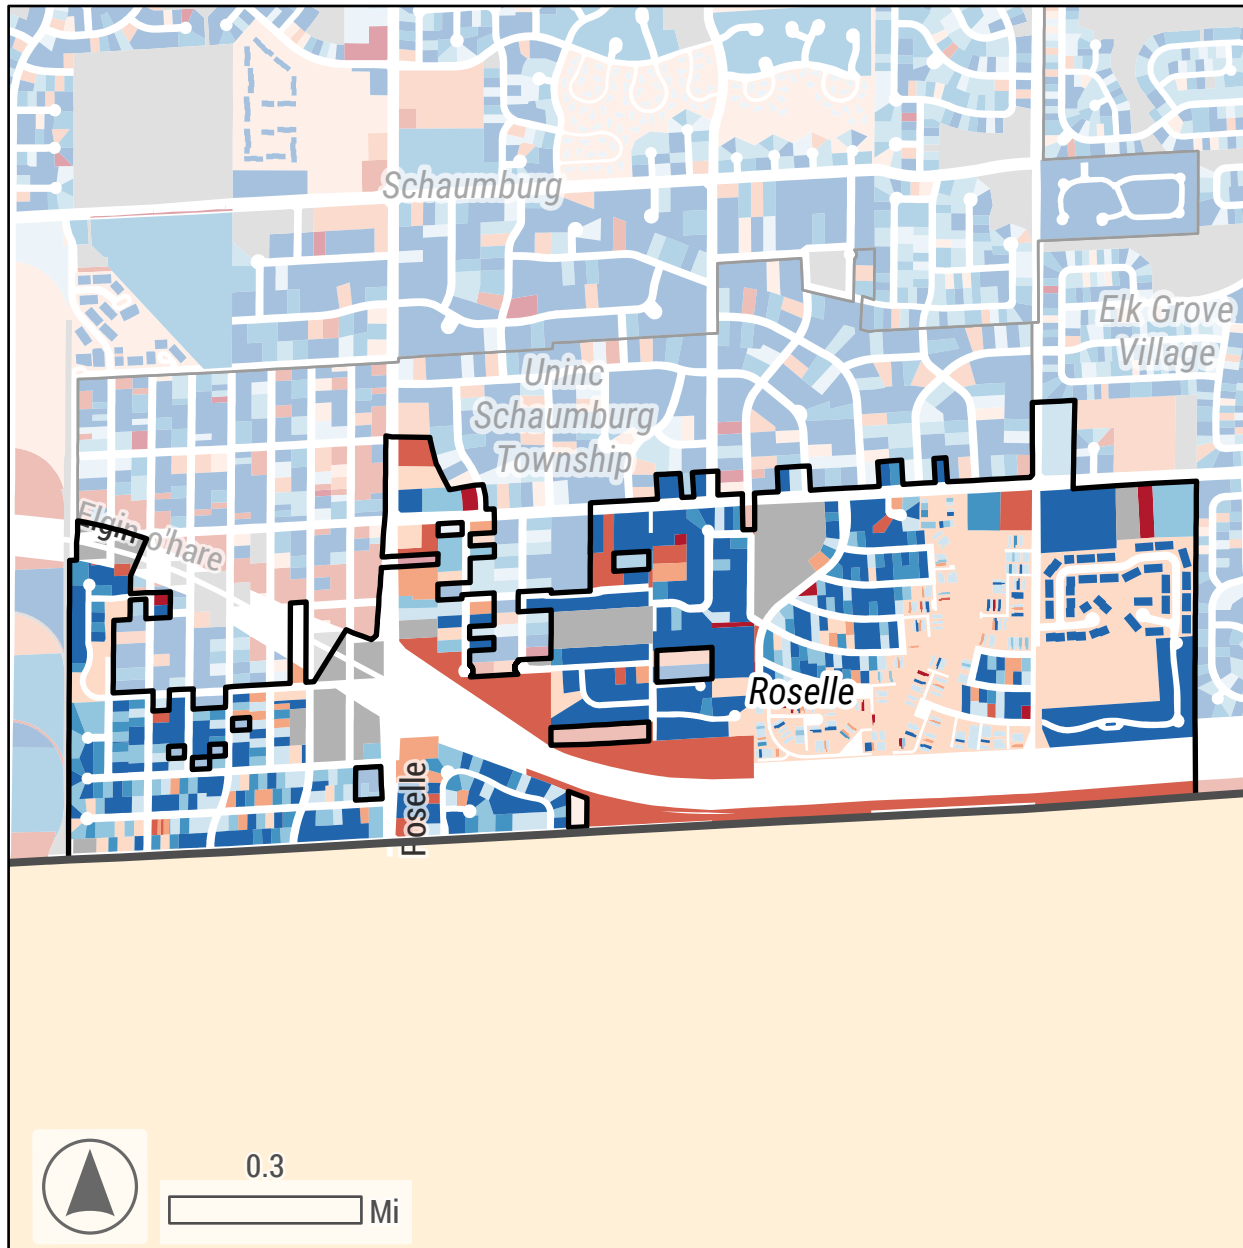 Schaumburg
Elk Grove
Village
Uninc
Schaumburg
Township
Elgin o'hare
Roselle
Roselle
0.3
Mi